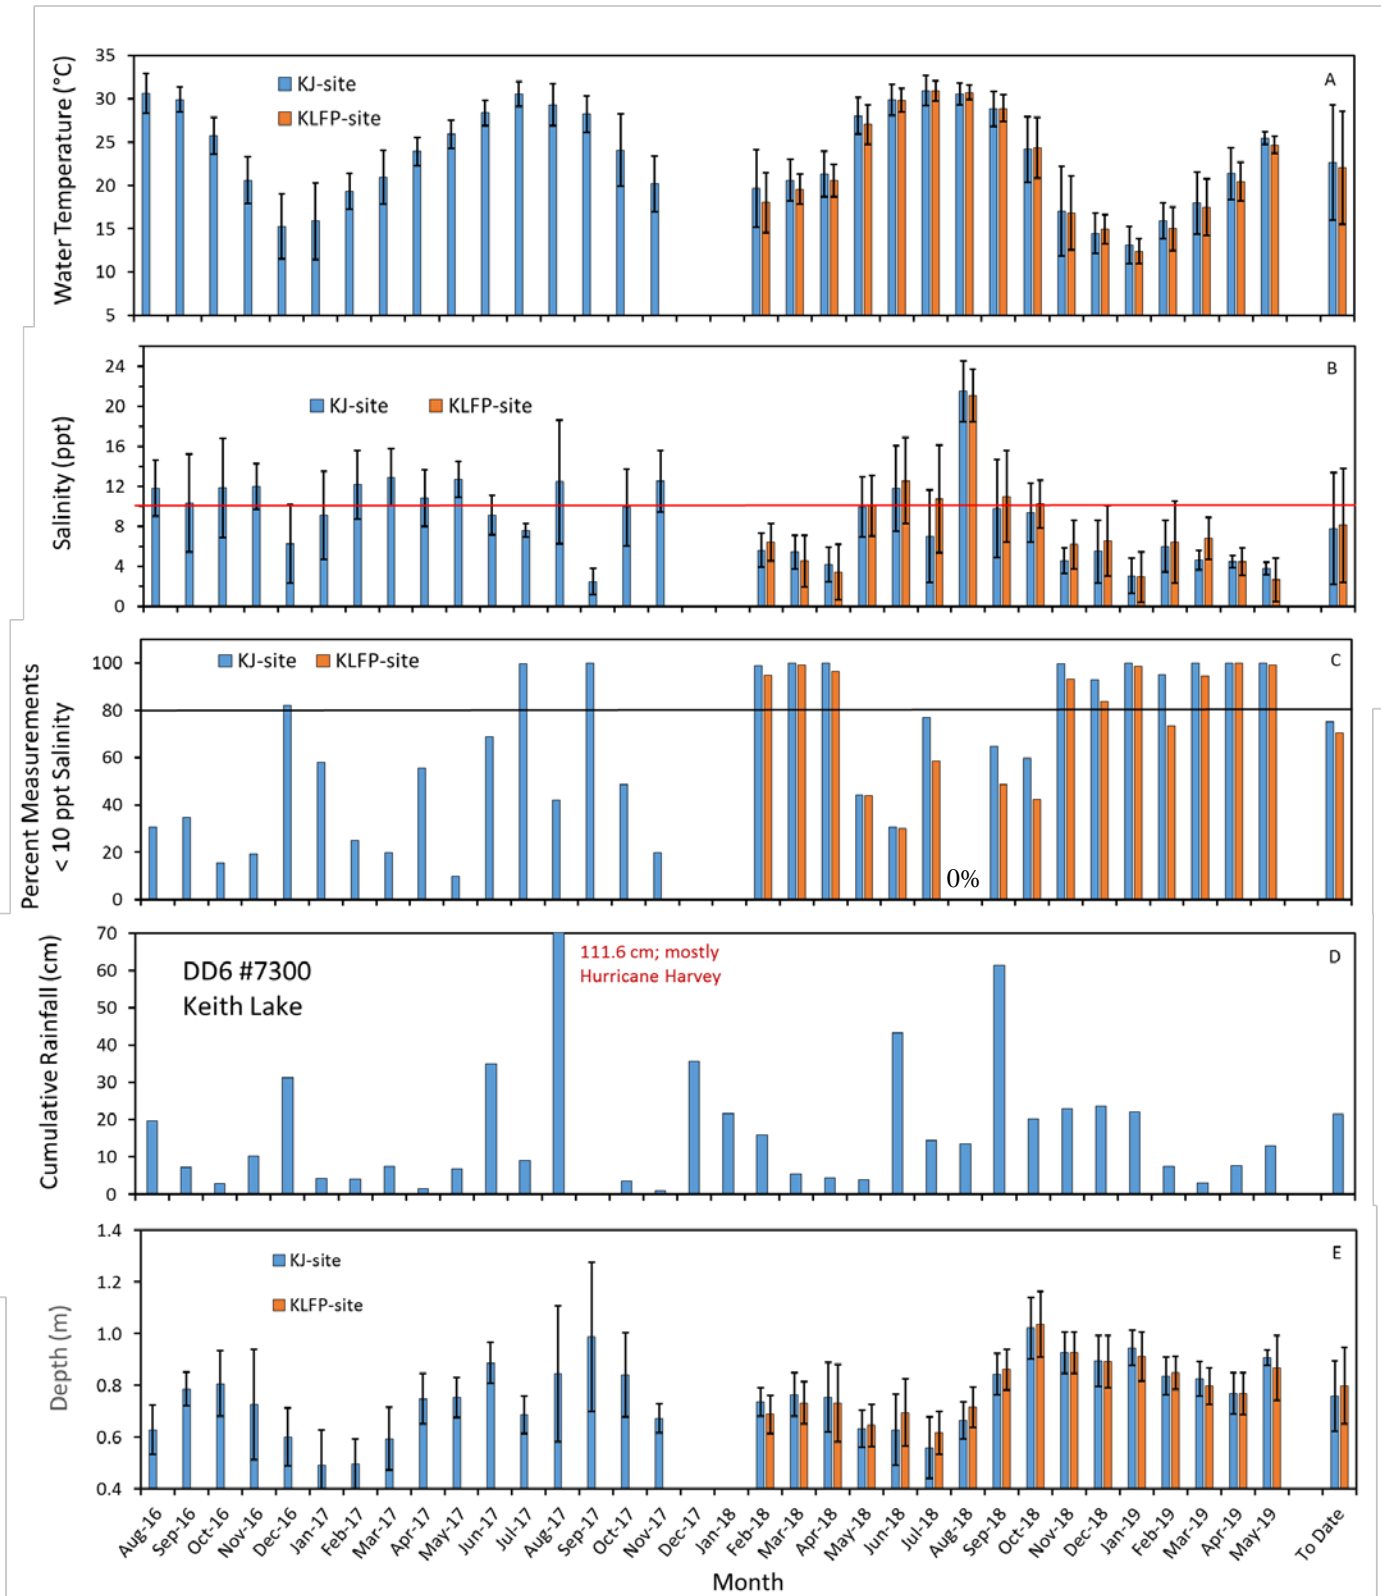 Water Temperature (°C)
35
30
25
20
15
10
5
KJ-site
KLFP-site
A
Salinity (ppt)
24
20
16
12
8
4
0
KJ-site KLFP-site
B
Percent Measurements
< 10 ppt Salinity
100
80
60
40
20
0
KJ-site KLFP-site
0%
C
Cumulative Rainfall (cm)
70
60
50
40
30
20
10
0
DD6 #7300
Keith Lake
111.6 cm; mostly
Hurricane Harvey
D
Depth (m)
1.4
1.2
1.0
0.8
0.6
0.4
KJ-site
KLFP-site
E
Aug-16
Sep-16
Oct-16
Nov-16
Dec-16
Jan-17
Feb-17
Mar-17
Apr-17
May-17
Jun-17
Jul-17
Aug-17
Sep-17
Oct-17
Nov-17
Dec-17
Jan-18
Feb-18
Mar-18
Apr-18
May-18
Jun-18
Jul-18
Aug-18
Sep-18
Oct-18
Nov-18
Dec-18
Jan-19
Feb-19
Mar-19
Apr-19
May-19
To Date
Month